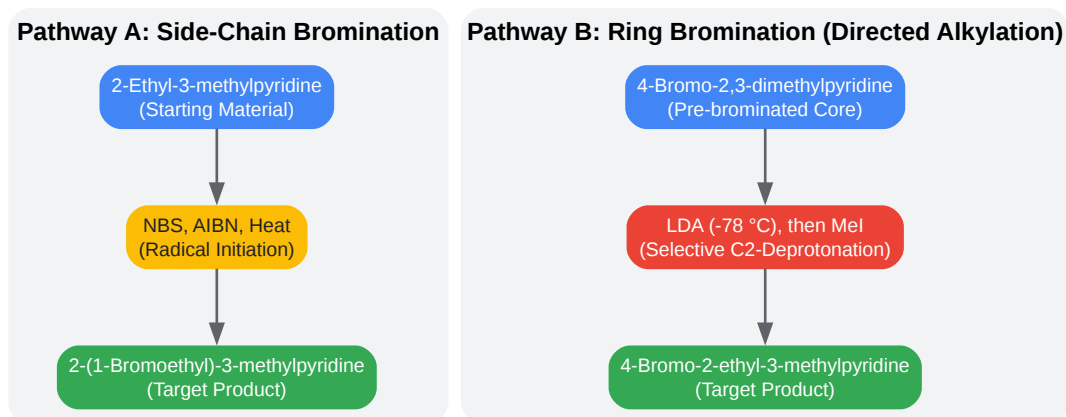 Pathway A: Side-Chain Bromination
2-Ethyl-3-methylpyridine
(Starting Material)
NBS, AIBN, Heat
(Radical Initiation)
2-(1-Bromoethyl)-3-methylpyridine
(Target Product)
Pathway B: Ring Bromination (Directed Alkylation)
4-Bromo-2,3-dimethylpyridine
(Pre-brominated Core)
LDA (-78 °C), then MeI
(Selective C2-Deprotonation)
4-Bromo-2-ethyl-3-methylpyridine
(Target Product)